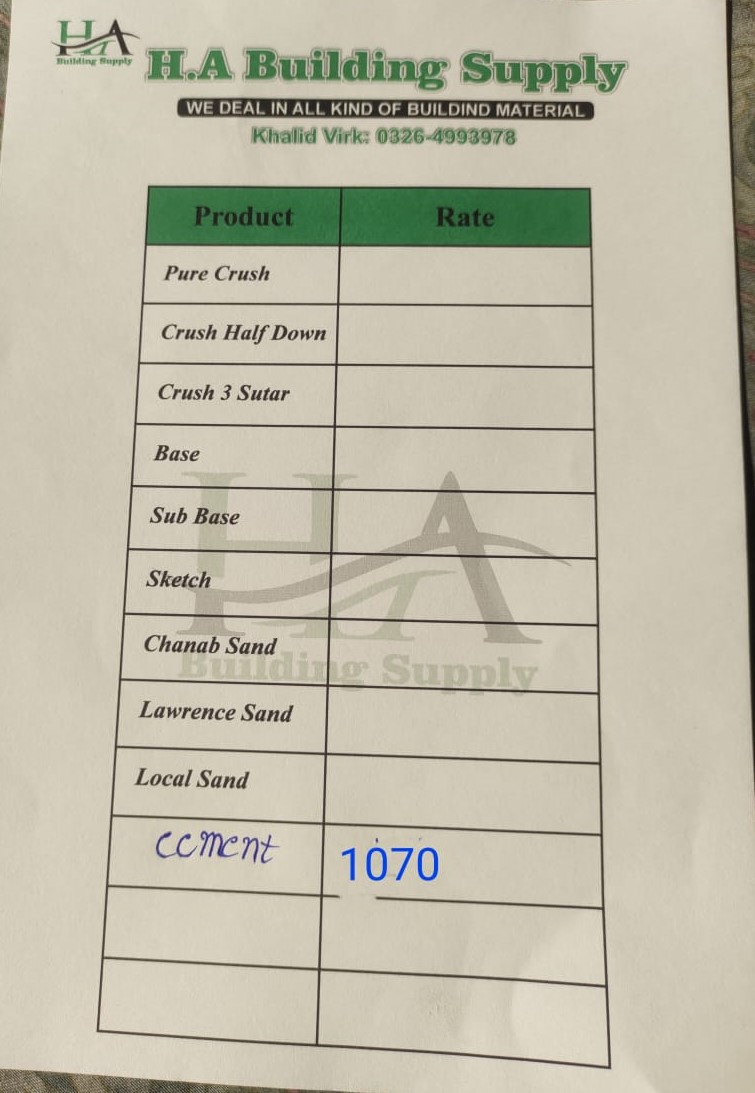 HA
Building Supply
H.A Building Supply
WE DEAL IN ALL KIND OF BUILDIND MATERIAL
Khalid Virk: 0326-4993978
Product Rate
Pure Crush
Crush Half Down
Crush 3 Sutar
Base
Sub Base
Sketch
Chanab Sand
Lawrence Sand
Local Sand
cement 1070
HA
Building Supply